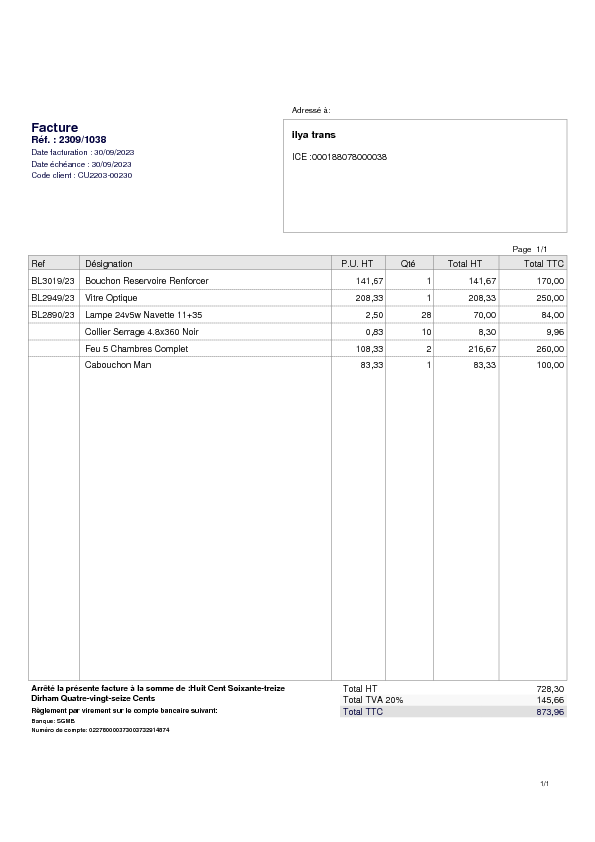 Adressé à:
Facture
Réf. : 2309/1038
Date facturation : 30/09/2023
Date échéance : 30/09/2023
Code client : CU2203-00230
ilya trans
ICE :000188078000038
Page 1/1
Ref Désignation P.U. HT Qté Total HT Total TTC
BL3019/23 Bouchon Reservoire Renforcer 141,67 1 141,67 170,00
BL2949/23 Vitre Optique 208,33 1 208,33 250,00
BL2890/23 Lampe 24v5w Navette 11+35 2,50 28 70,00 84,00
Collier Serrage 4.8x360 Noir 0,83 10 8,30 9,96
Feu 5 Chambres Complet 108,33 2 216,67 260,00
Cabouchon Man 83,33 1 83,33 100,00
Arrêté la présente facture à la somme de :Huit Cent Soixante-treize
Dirham Quatre-vingt-seize Cents
Règlement par virement sur le compte bancaire suivant:
Banque: SGMB
Numéro de compte: 022780000373003732914874
Total HT 728,30
Total TVA 20% 145,66
Total TTC 873,96
1/1